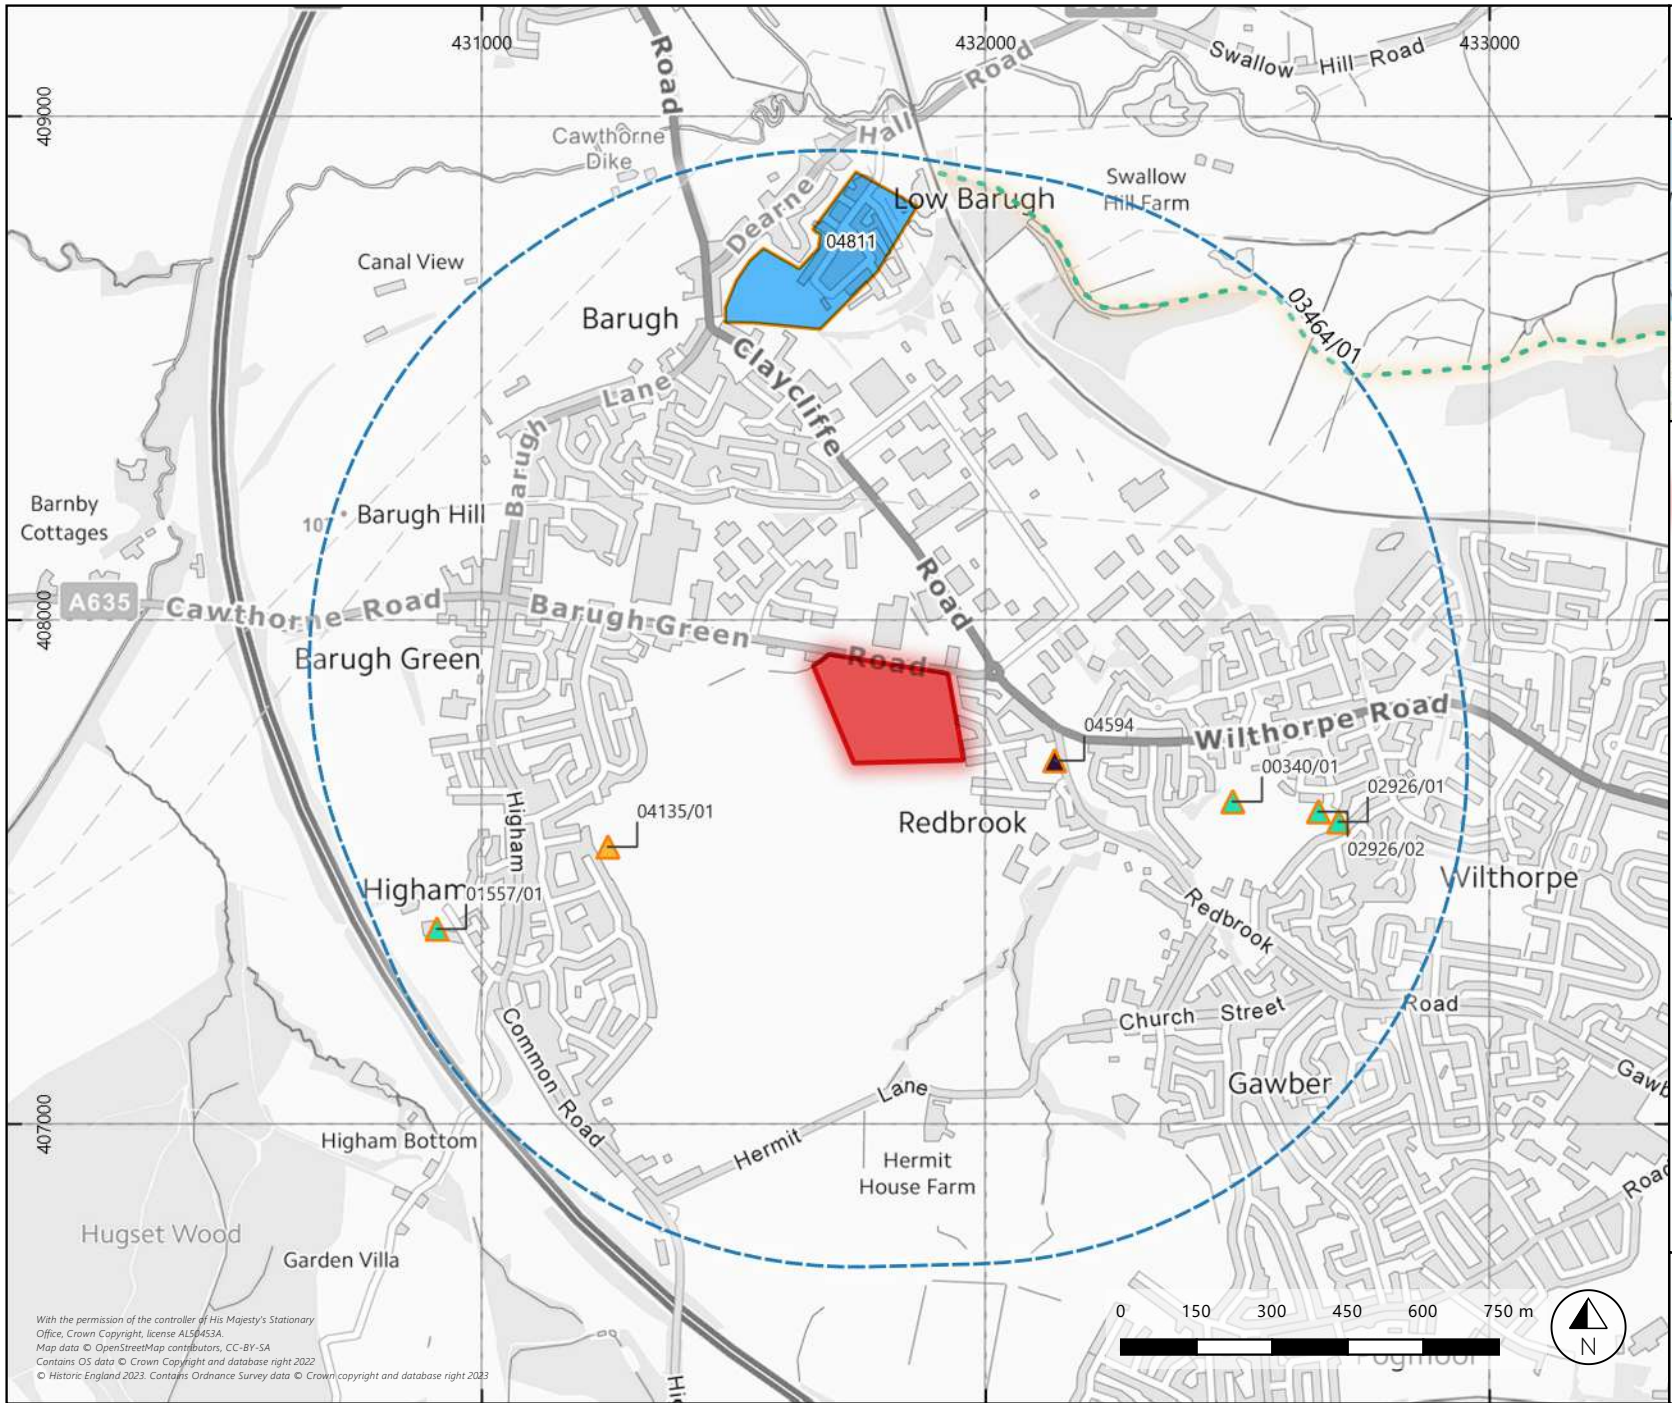 431000
432000
433000
409000
408000
407000
Road
Road
Swallow Hill Road
Cawthorne
Dike
Dearne Hall
Low Barugh
Swallow
Hill Farm
04811
Canal View
Barugh
03464/01
Claycliffe
Road
Barugh
Lane
Barnby
Cottages
Barugh Hill
A635
Cawthorne Road
Barugh Green
Road
Barugh Green
04594
Wilthorpe Road
00340/01
02926/01
02926/02
Redbrook
Wilthorpe
04135/01
Higham
Higham
01557/01
Redbrook
Road
Church Street
Common Road
Gawber
Gawb
Hermit
Lane
Higham Bottom
Hermit
House Farm
Road
Hugset Wood
Garden Villa
Hi
0 150 300 450 600 750 m
N
With the permission of the controller of His Majesty's Stationary
Office, Crown Copyright, license AL50453A.
Map data © OpenStreetMap contributors, CC-BY-SA
Contains OS data © Crown Copyright and database right 2022
© Historic England 2023. Contains Ordnance Survey data © Crown copyright and database right 2023